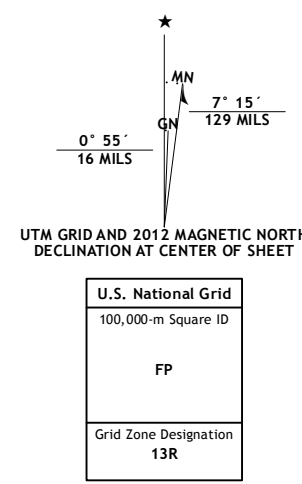 ★
MN
7° 15´
129 MILS
GN
0° 55´
16 MILS
UTM GRID AND 2012 MAGNETIC NORTH
DECLINATION AT CENTER OF SHEET
U.S. National Grid
100,000-m Square ID
FP
Grid Zone Designation
13R